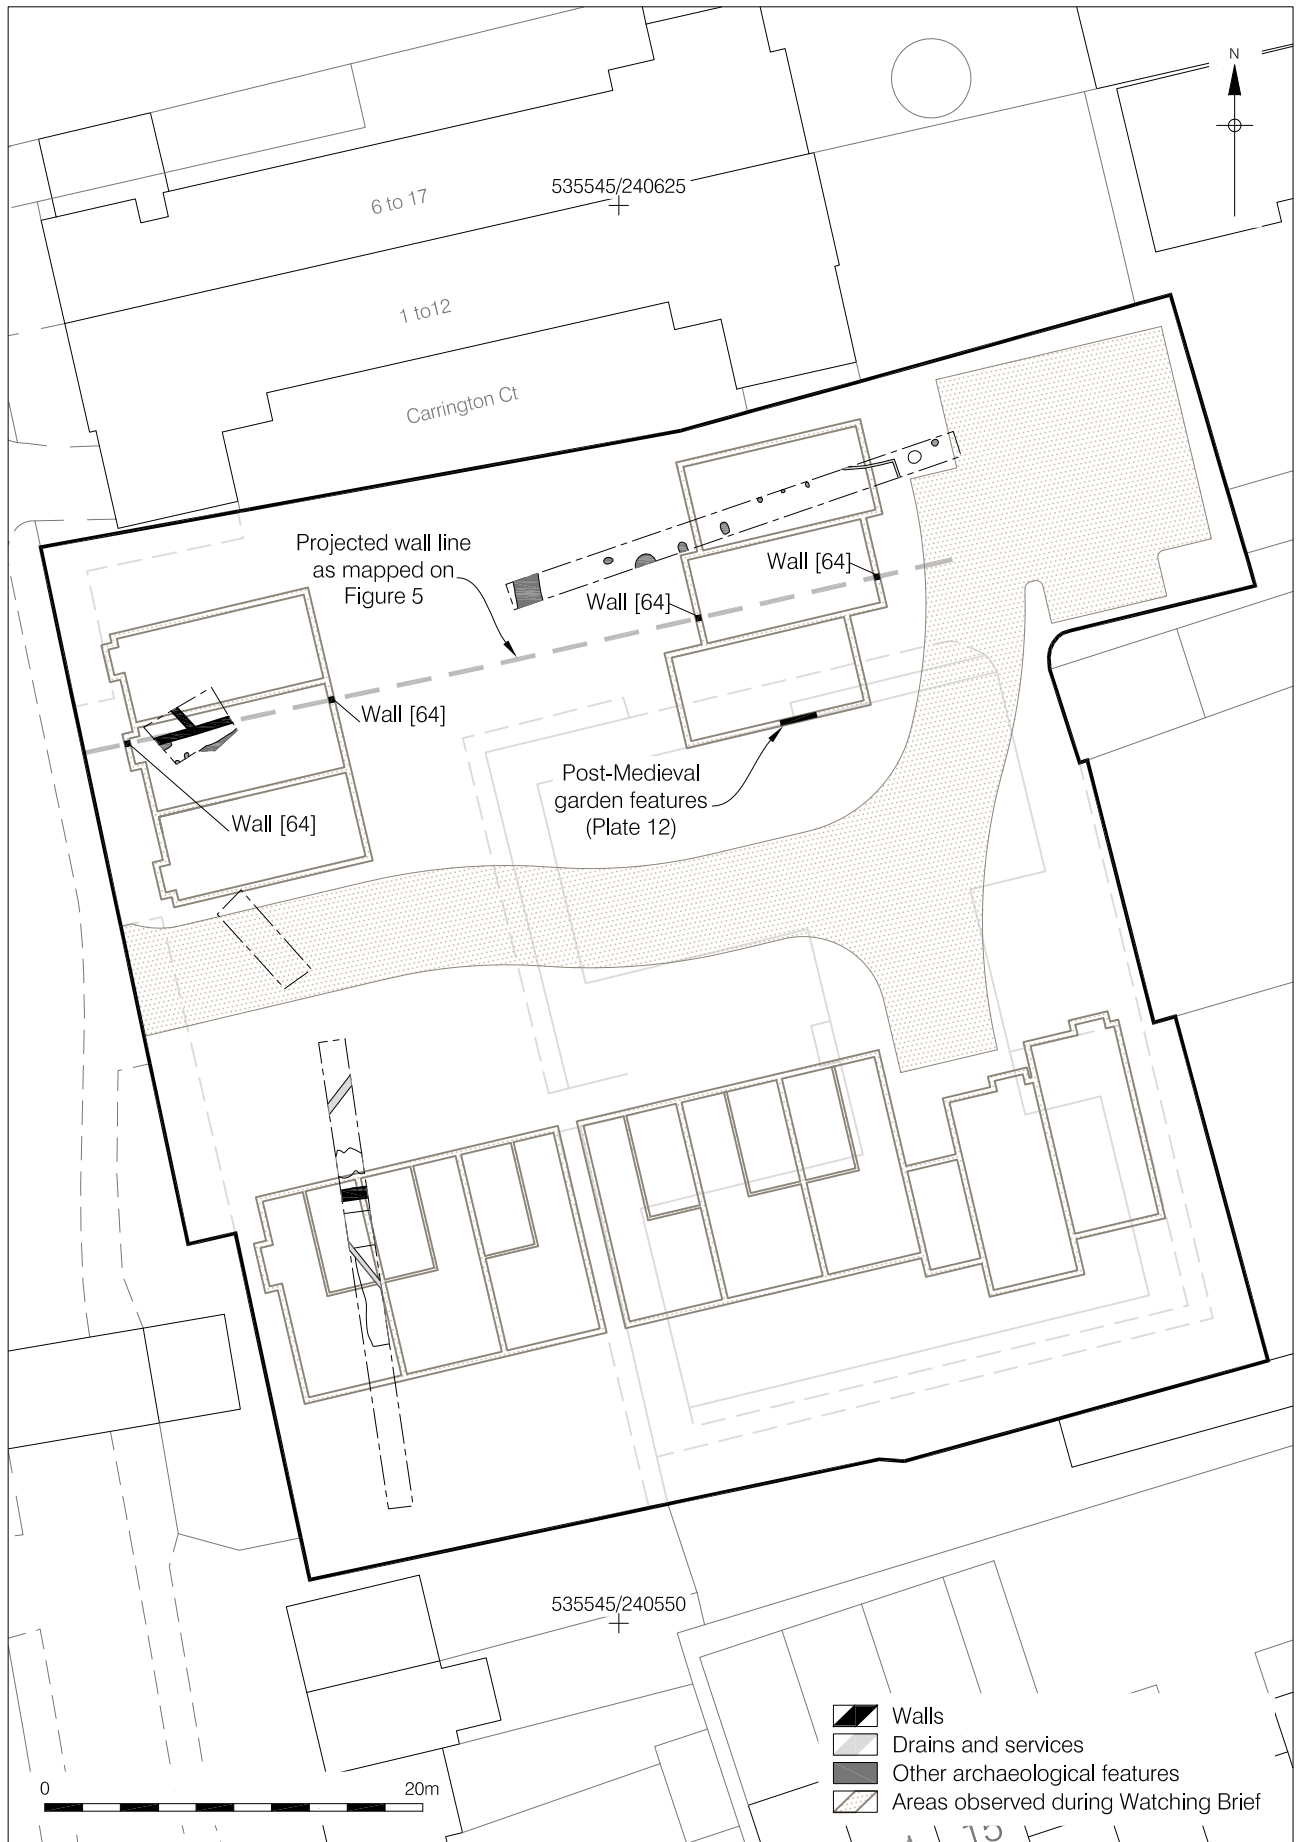 N
535545/240625
6 to 17
1 to12
Carrington Ct
Projected wall line
as mapped on
Figure 5
Wall [64]
Wall [64]
Wall [64]
Wall [64]
Post-Medieval
garden features
(Plate 12)
535545/240550
Walls
Drains and services
Other archaeological features
Areas observed during Watching Brief
0
20m
15